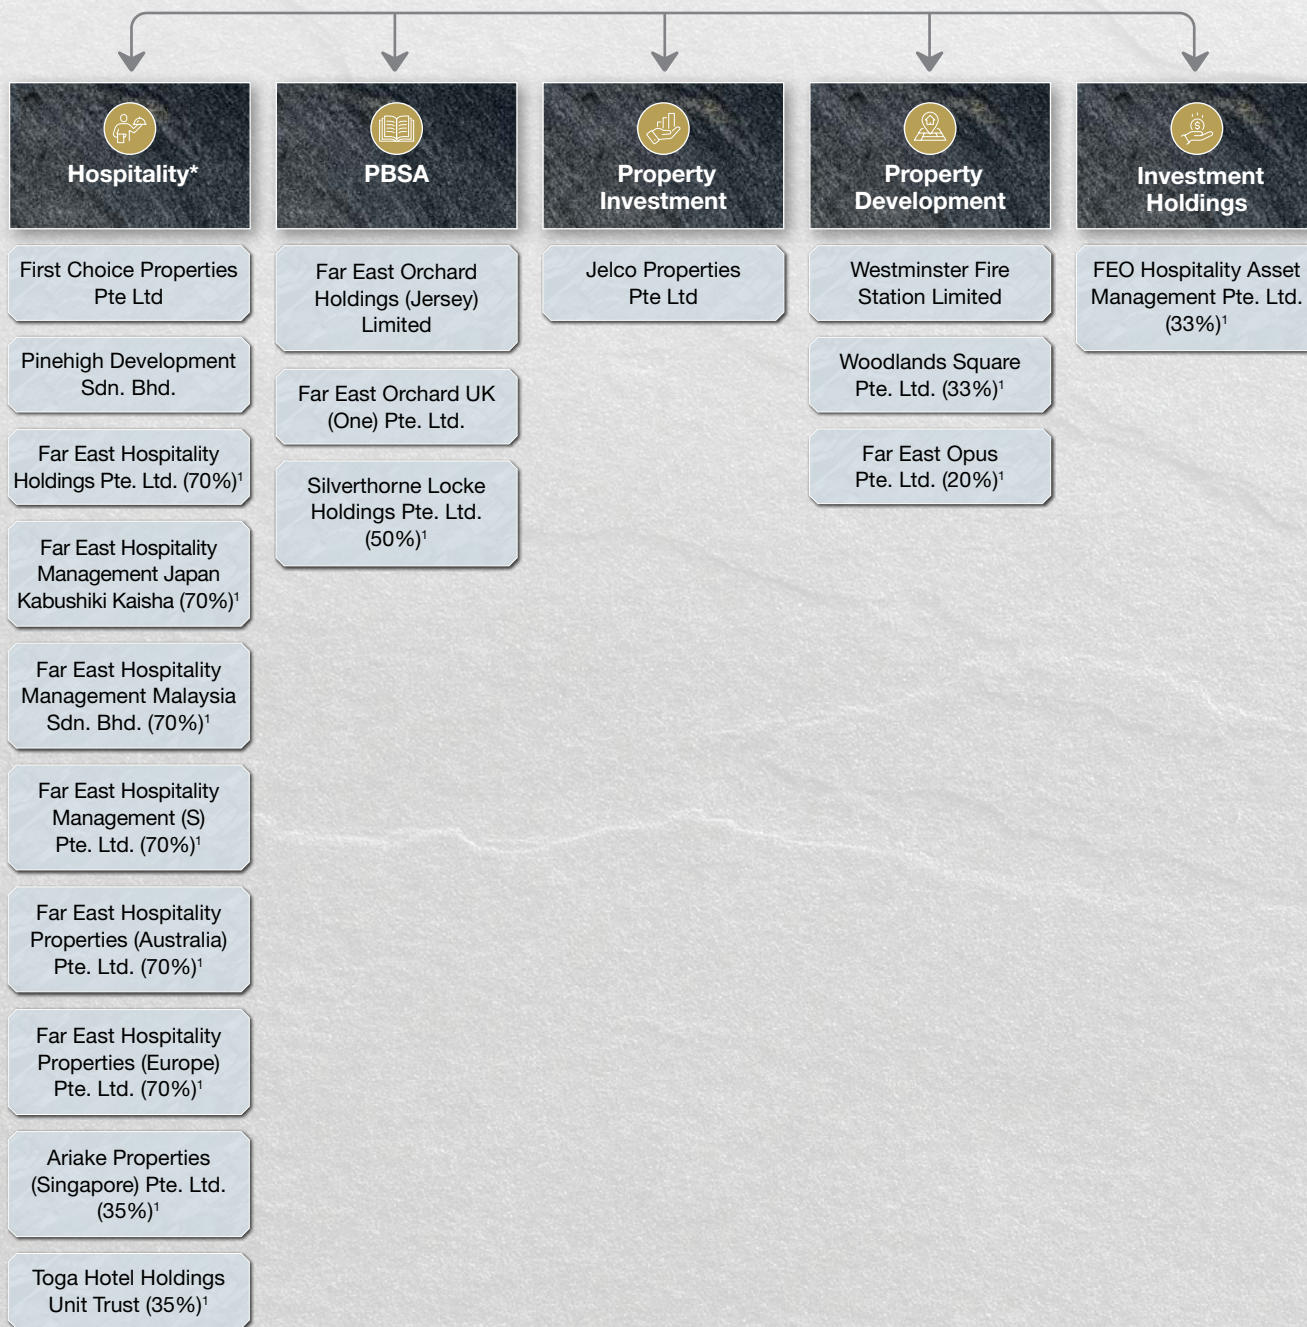 Hospitality*
First Choice Properties
Pte Ltd
Pinehigh Development
Sdn. Bhd.
Far East Hospitality
Holdings Pte. Ltd. (70%)¹
Far East Hospitality
Management Japan
Kabushiki Kaisha (70%)¹
Far East Hospitality
Management Malaysia
Sdn. Bhd. (70%)¹
Far East Hospitality
Management (S)
Pte. Ltd. (70%)¹
Far East Hospitality
Properties (Australia)
Pte. Ltd. (70%)¹
Far East Hospitality
Properties (Europe)
Pte. Ltd. (70%)¹
Ariake Properties
(Singapore) Pte. Ltd.
(35%)¹
Toga Hotel Holdings
Unit Trust (35%)¹
PBSA
Far East Orchard
Holdings (Jersey)
Limited
Far East Orchard UK
(One) Pte. Ltd.
Silverthorne Locke
Holdings Pte. Ltd.
(50%)¹
Property
Investment
Jelco Properties
Pte Ltd
Property
Development
Westminster Fire
Station Limited
Woodlands Square
Pte. Ltd. (33%)¹
Far East Opus
Pte. Ltd. (20%)¹
Investment
Holdings
FEO Hospitality Asset
Management Pte. Ltd.
(33%)¹